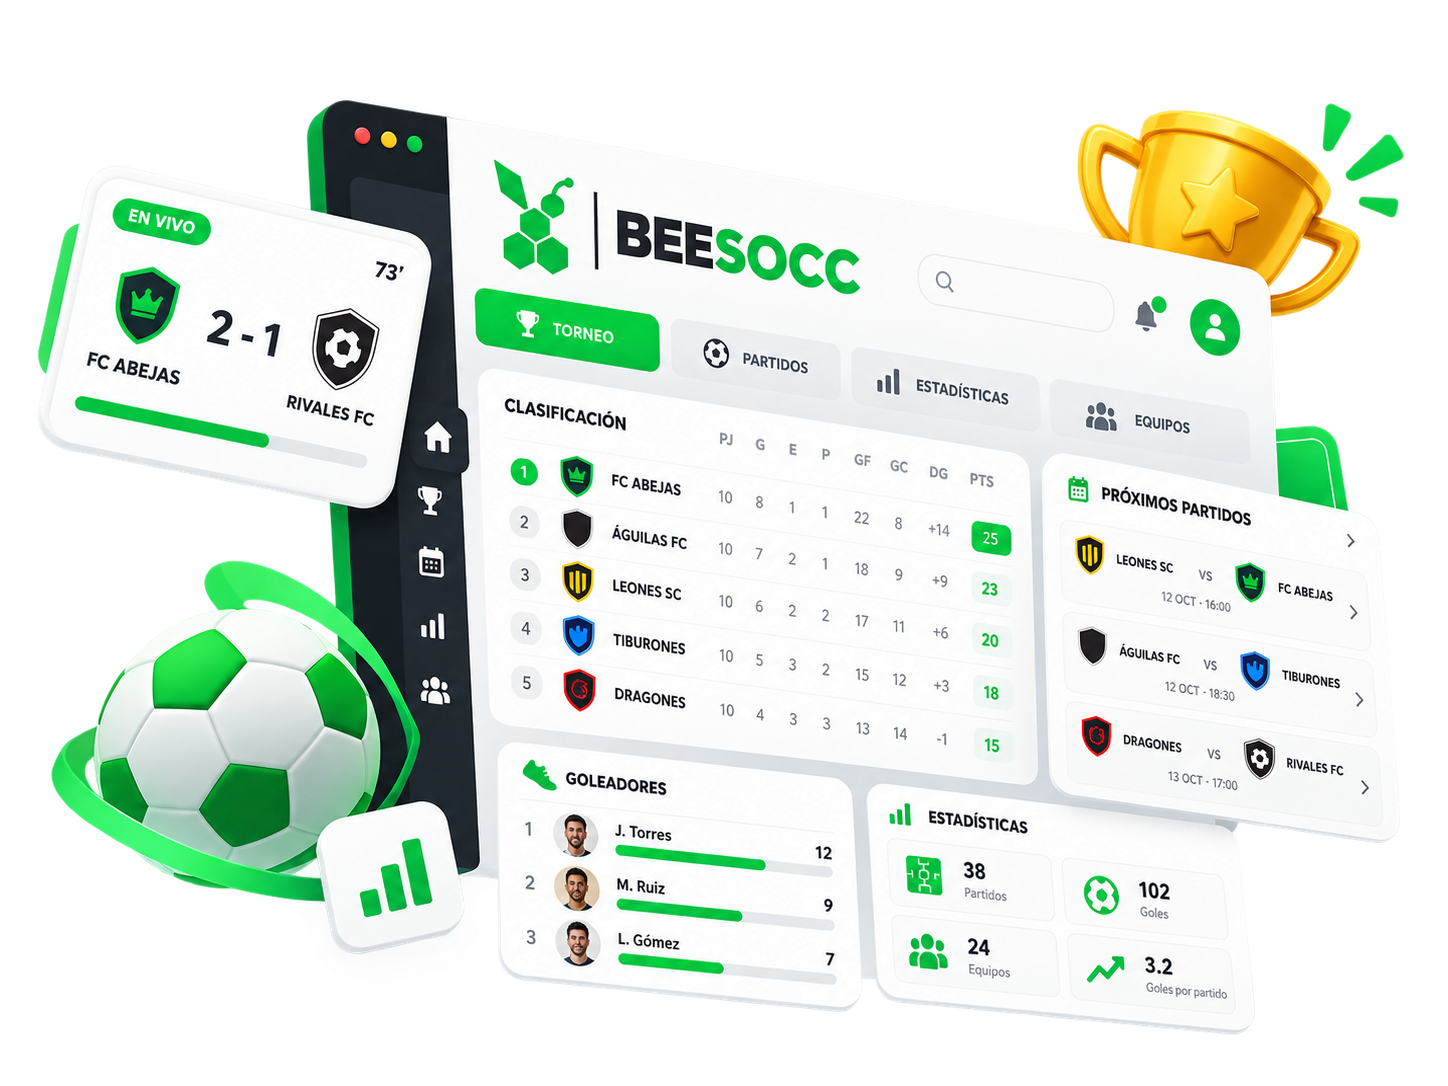 EN VIVO
73'
2 - 1
FC ABEJAS
RIVALES FC
BEESOCC
TORNEO
PARTIDOS
ESTADÍSTICAS
EQUIPOS
CLASIFICACIÓN
PJ G E P GF GC DG PTS
1 FC ABEJAS 10 8 1 1 22 8 +14 25
2 ÁGUILAS FC 10 7 2 1 18 9 +9 23
3 LEONES SC 10 6 2 2 17 11 +6 20
4 TIBURONES 10 5 3 2 15 12 +3 18
5 DRAGONES 10 4 3 3 13 14 -1 15
PRÓXIMOS PARTIDOS
LEONES SC VS FC ABEJAS
12 OCT - 16:00
ÁGUILAS FC VS TIBURONES
12 OCT - 18:30
DRAGONES VS RIVALES FC
13 OCT - 17:00
GOLEADORES
1 J. Torres 12
2 M. Ruiz 9
3 L. Gómez 7
ESTADÍSTICAS
38
Partidos
102
Goles
24
Equipos
3.2
Goles por partido